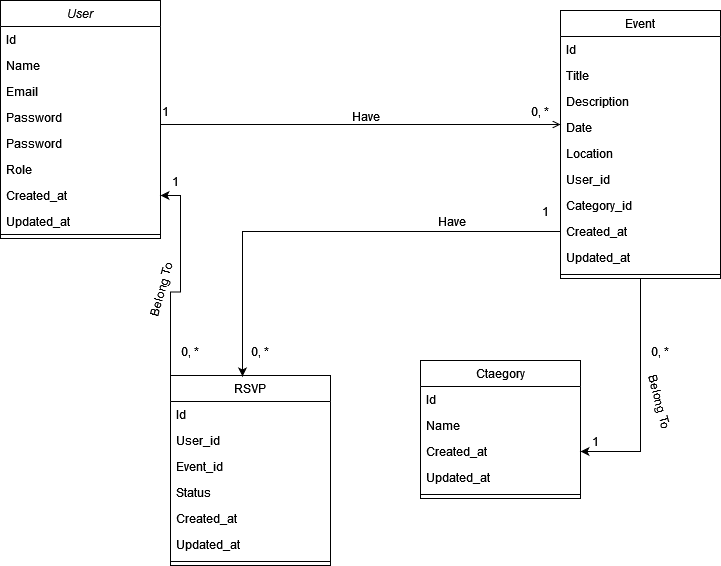 User
Id
Name
Email
Password
Password
Role
Created_at
Updated_at
Event
Id
Title
Description
Date
Location
User_id
Category_id
Created_at
Updated_at
1
Have
0, *
1
Have
1
Belong To
0, *
0, *
0, *
Belong To
1
RSVP
Id
User_id
Event_id
Status
Created_at
Updated_at
Ctaegory
Id
Name
Created_at
Updated_at